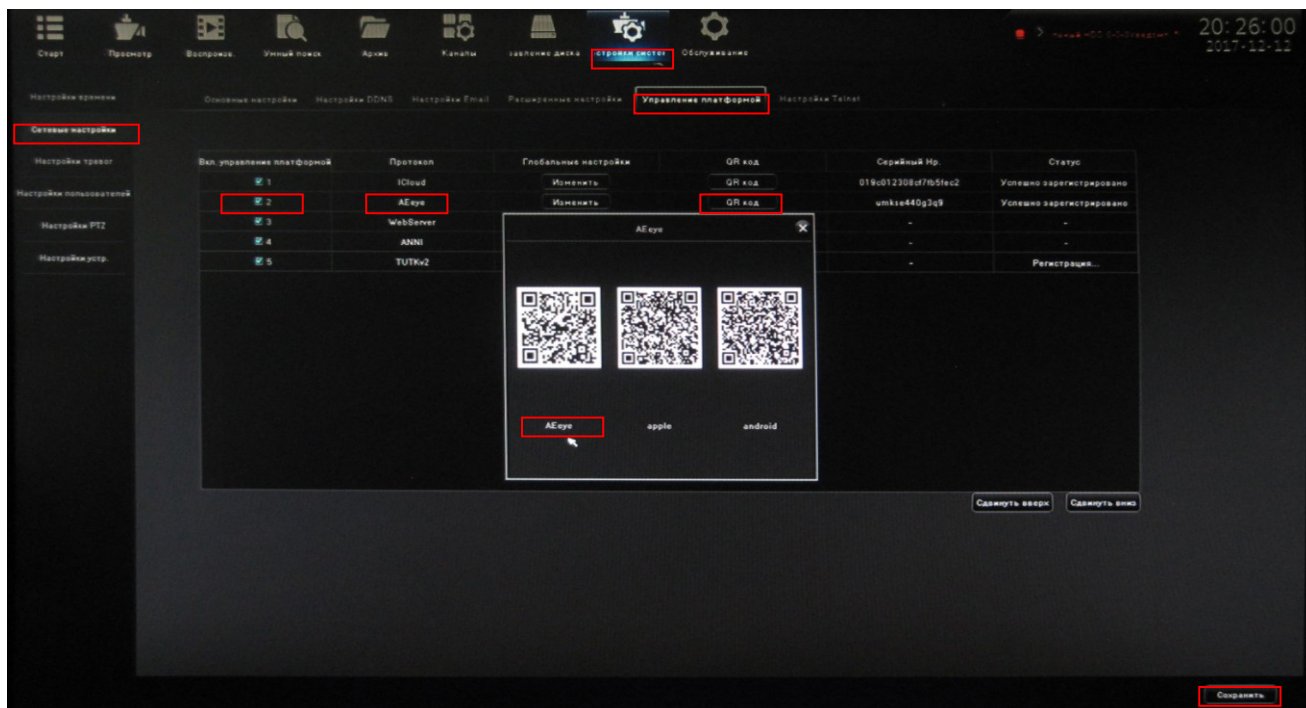 Старт Просмотр Воспроизв. Умный поиск Архив Каналы завление диска стройки систе Обслуживание
20:26:00
2017-12-12
Настройки времени
Сетевые настройки
Настройки тревог
Настройки пользователей
Настройки PTZ
Настройки устр.
Основные настройки Настройки DDNS Настройки Email Расширенные настройки Управление платформой Настройки Telnet
Вкл. управление платформой Протокол Глобальные настройки QR код Серийный Нр. Статус
1 ICloud Изменить QR код 019c012308cf7fb5fec2 Успешно зарегистрировано
2 AEeye Изменить QR код umkse440g3q9 Успешно зарегистрировано
3 WebServer - -
4 ANNI - -
5 TUTKv2 - Регистрация...
AEeye
AEeye apple android
Сдвинуть вверх Сдвинуть вниз
Сохранить